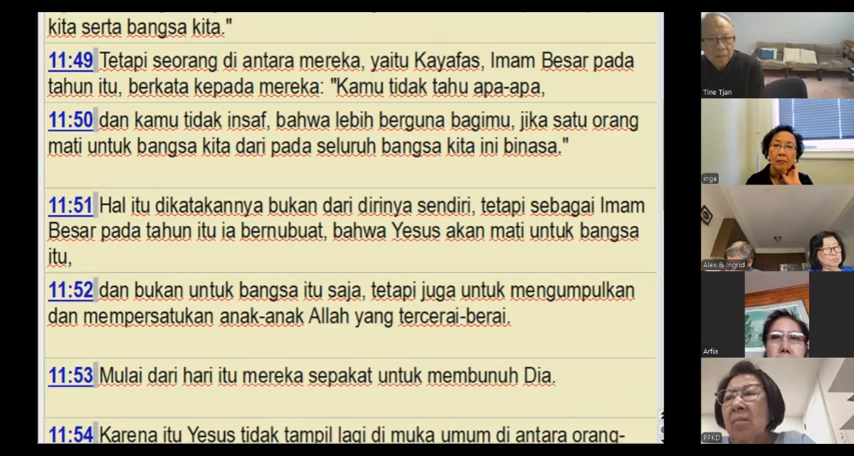 kita serta bangsa kita."
11:49 Tetapi seorang di antara mereka, yaitu Kayafas, Imam Besar pada
tahun itu, berkata kepada mereka: "Kamu tidak tahu apa-apa,
11:50 dan kamu tidak insaf, bahwa lebih berguna bagimu, jika satu orang
mati untuk bangsa kita dari pada seluruh bangsa kita ini binasa."
11:51 Hal itu dikatakannya bukan dari dirinya sendiri, tetapi sebagai Imam
Besar pada tahun itu ia bernubuat, bahwa Yesus akan mati untuk bangsa
itu,
11:52 dan bukan untuk bangsa itu saja, tetapi juga untuk mengumpulkan
dan mempersatukan anak-anak Allah yang tercerai-berai.
11:53 Mulai dari hari itu mereka sepakat untuk membunuh Dia.
11:54 Karena itu Yesus tidak tampil lagi di muka umum di antara orang-
Tine Tjan
inge
Alex & Ingrid
Arfia
PPKD